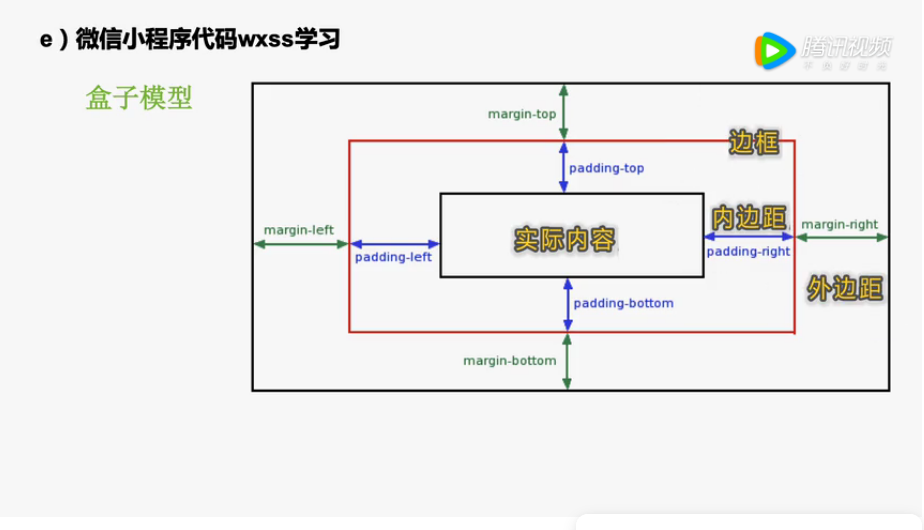 e）微信小程序代码wxss学习
腾讯视频
盒子模型
margin-top
边框
padding-top
内边距
margin-left
实际内容
margin-right
padding-left
padding-right
外边距
padding-bottom
margin-bottom